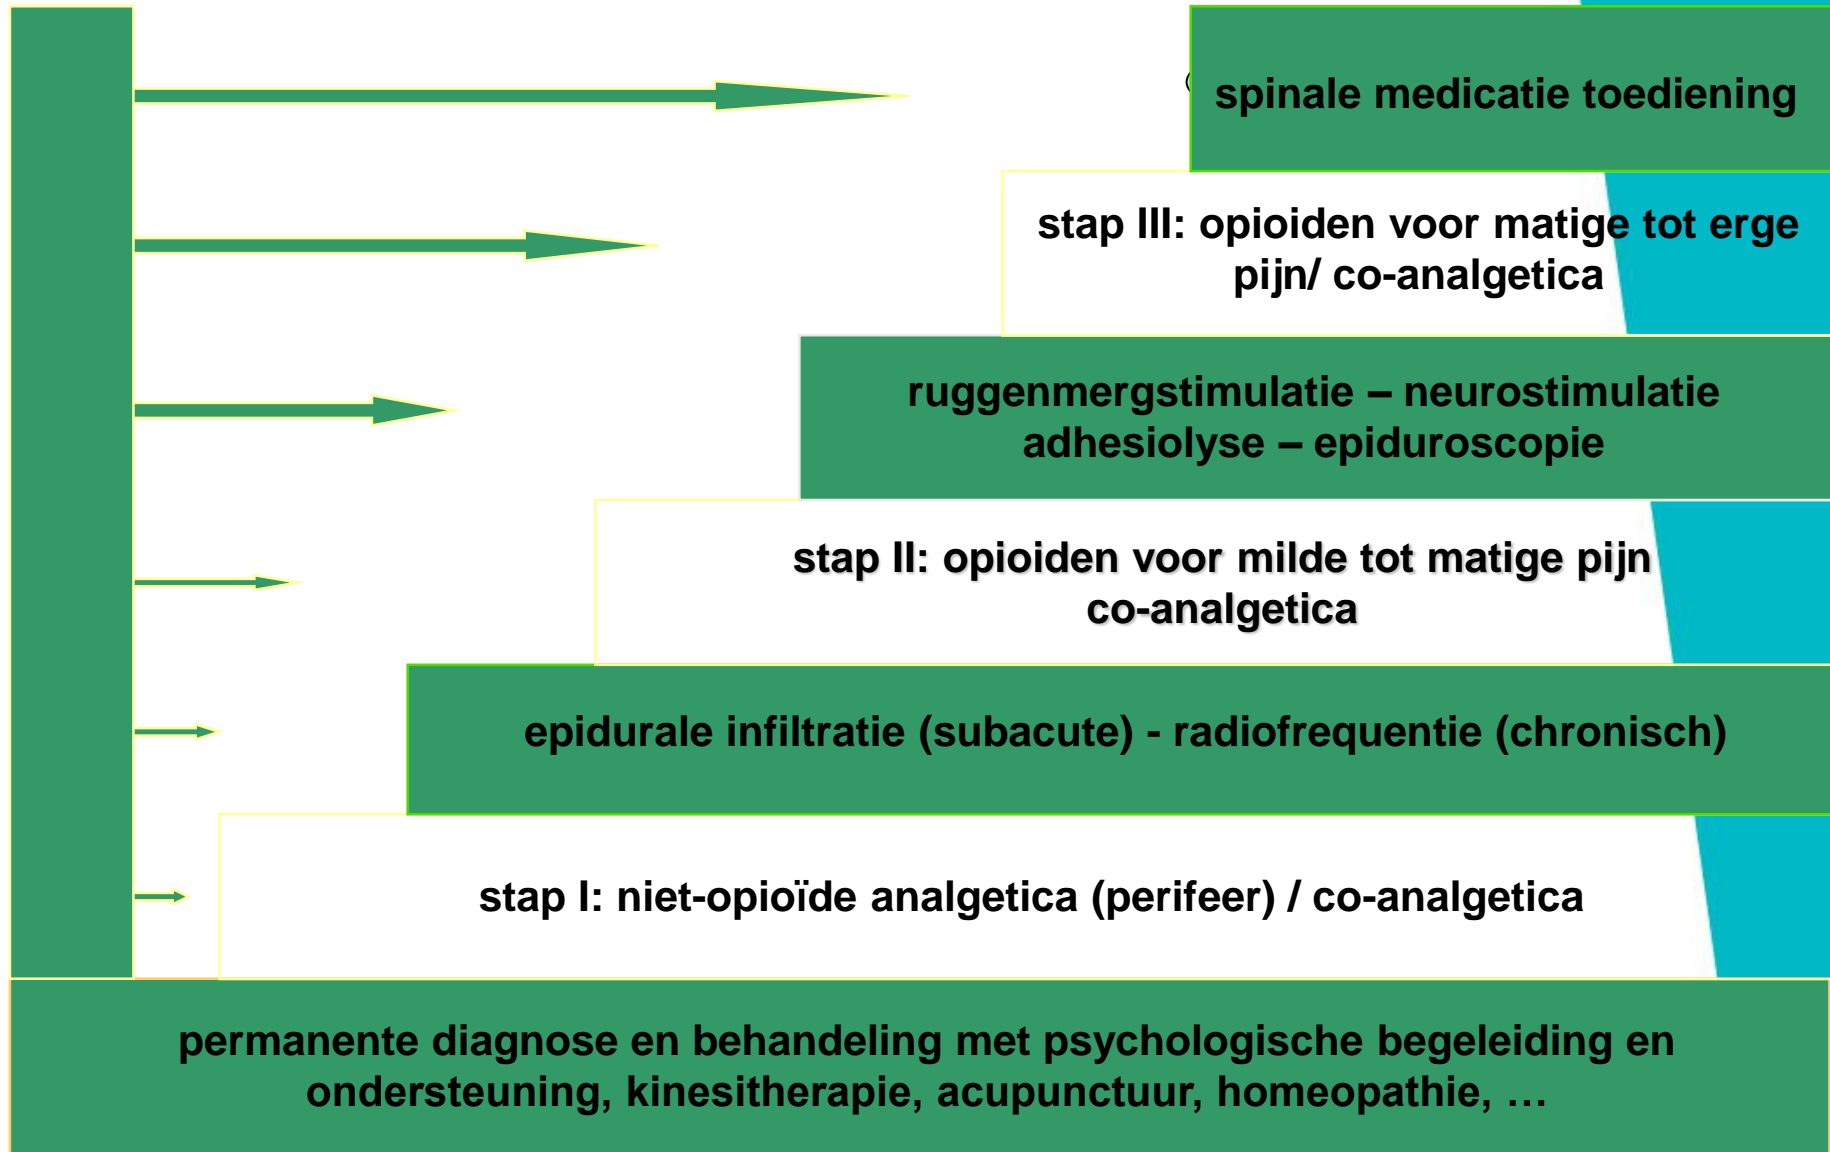 spinale medicatie toediening
stap III: opioiden voor matige tot erge
pijn/ co-analgetica
ruggenmergstimulatie – neurostimulatie
adhesiolyse – epiduroscopie
stap II: opioiden voor milde tot matige pijn
co-analgetica
epidurale infiltratie (subacute) - radiofrequentie (chronisch)
stap I: niet-opioïde analgetica (perifeer) / co-analgetica
permanente diagnose en behandeling met psychologische begeleiding en
ondersteuning, kinesitherapie, acupunctuur, homeopathie, …